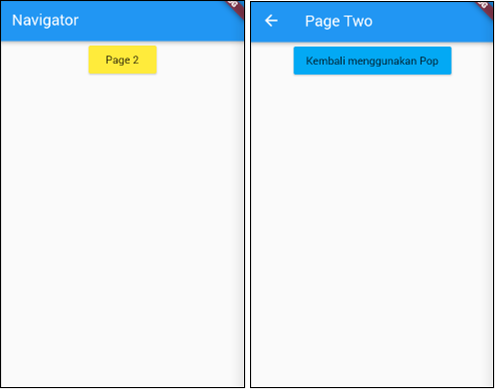 Navigator
Page 2
Page Two
Kembali menggunakan Pop